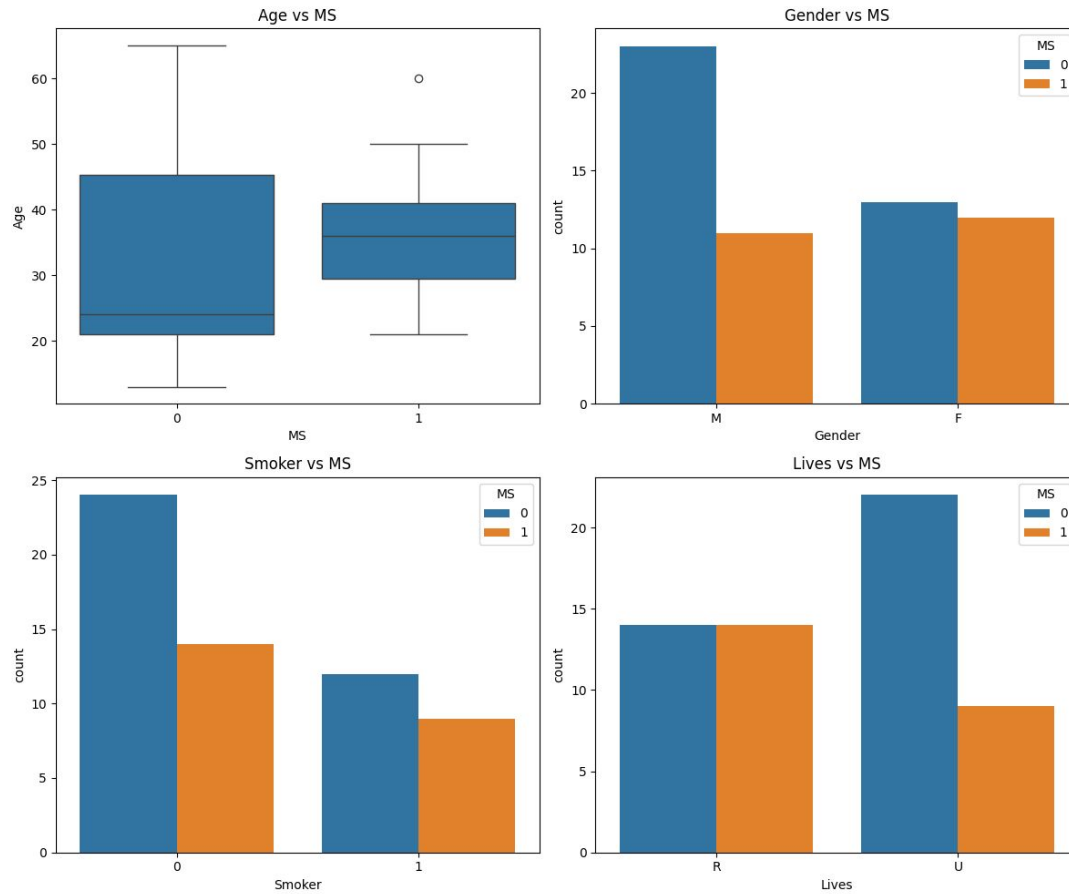 Age vs MS
60
50
40
30
20
Age
0
1
MS
Gender vs MS
MS
0
1
20
15
10
5
0
count
M
F
Gender
Smoker vs MS
MS
0
1
25
20
15
10
5
0
count
0
1
Smoker
Lives vs MS
MS
0
1
20
15
10
5
0
count
R
U
Lives